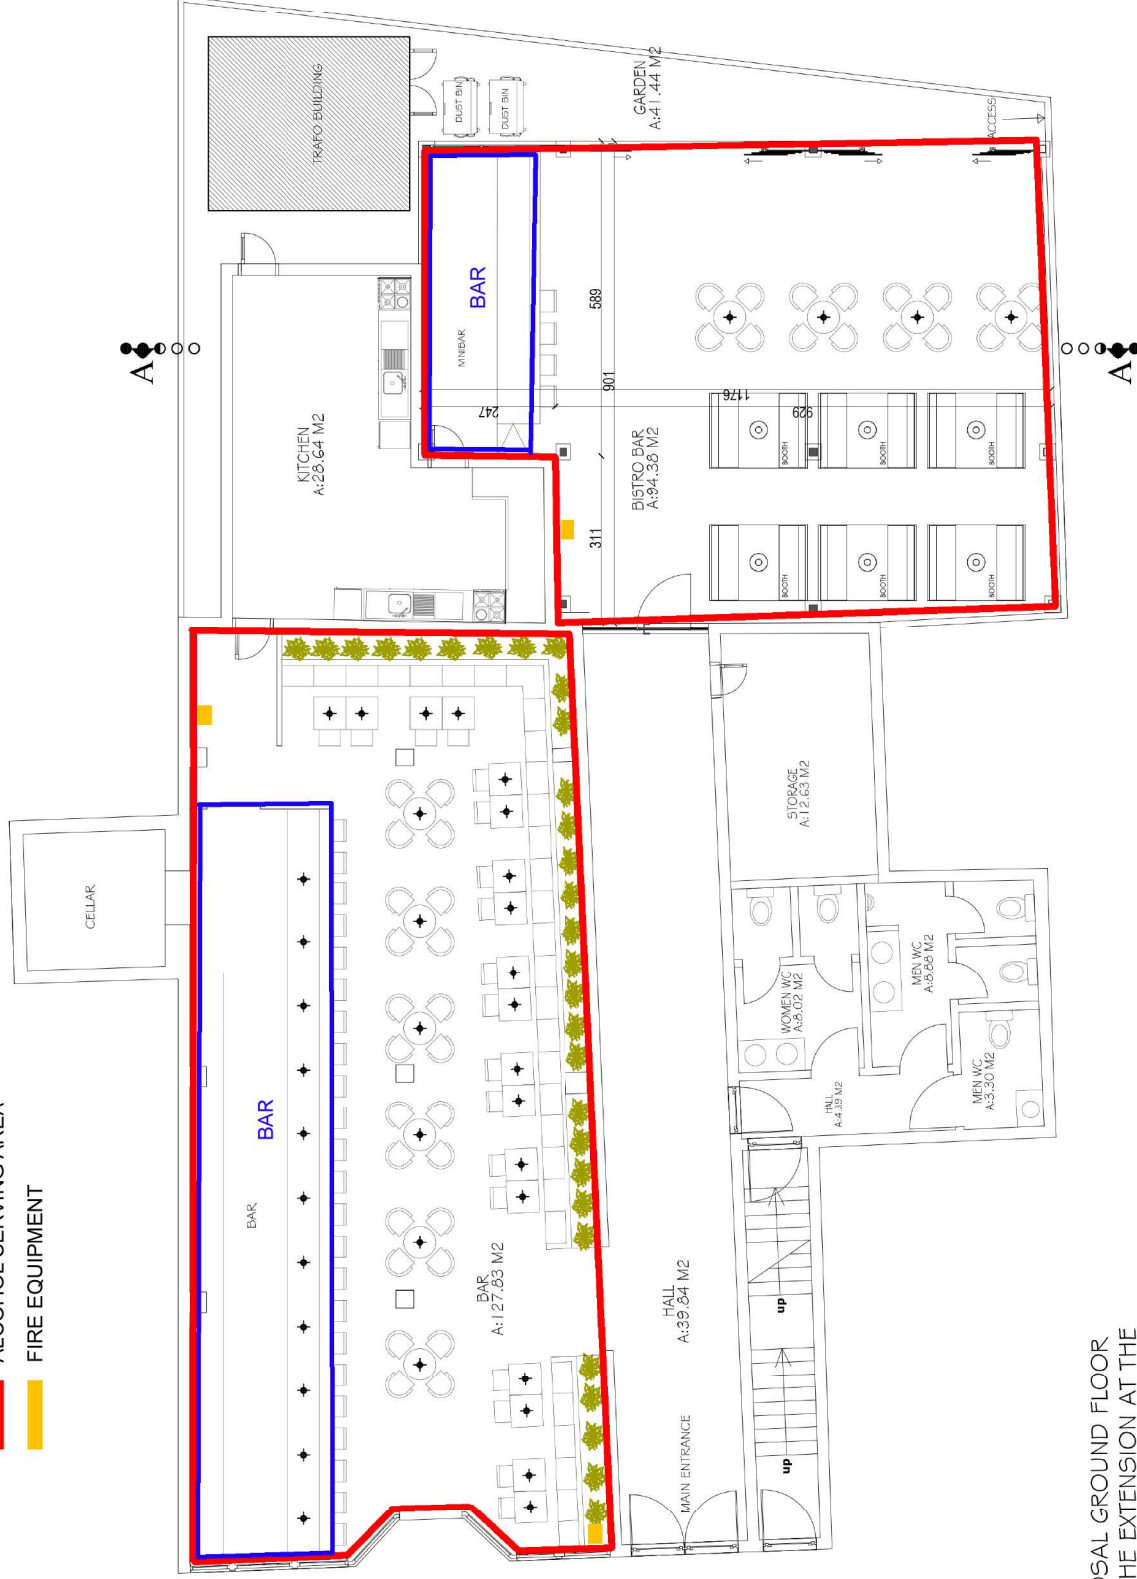 ALCOHOL SERVING AREA
FIRE EQUIPMENT
CELLAR
TRAFO BUILDING
DUST BIN
DUST BIN
GARDEN
A:41.44 M2
ACCESS
A
A
KITCHEN
A:28.64 M2
BAR
MNIBAR
589
901
311
247
1176
929
BISTRO BAR
A:94.38 M2
BOOTH
BOOTH
BOOTH
BOOTH
BOOTH
BOOTH
BAR
BAR
BAR
A:127.83 M2
HALL
A:39.84 M2
MAIN ENTRANCE
STORAGE
A:12.63 M2
WOMEN WC
A:8.02 M2
MEN WC
A:8.88 M2
MEN WC
A:3.30 M2
HALL
A:4.39 M2
up
up
OSAL GROUND FLOOR
HE EXTENSION AT THE